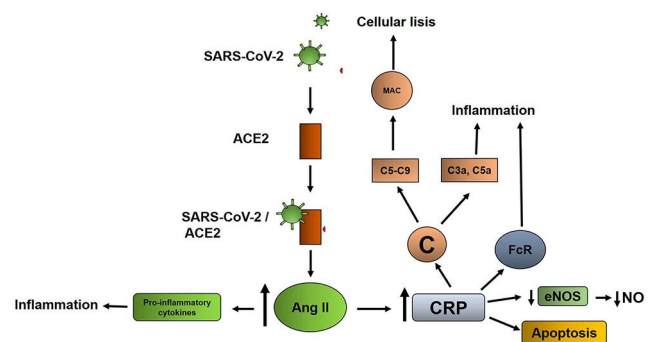 Cellular lisis
SARS-CoV-2
MAC
Inflammation
ACE2
C5-C9
C3a, C5a
SARS-CoV-2 /
ACE2
C
FcR
Inflammation
Pro-inflammatory
cytokines
Ang II
CRP
eNOS
NO
Apoptosis